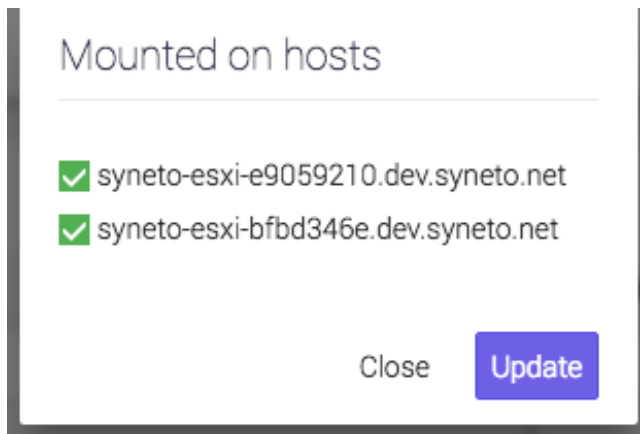 Mounted on hosts
syneto-esxi-e9059210.dev.syneto.net
syneto-esxi-bfbd346e.dev.syneto.net
Close Update